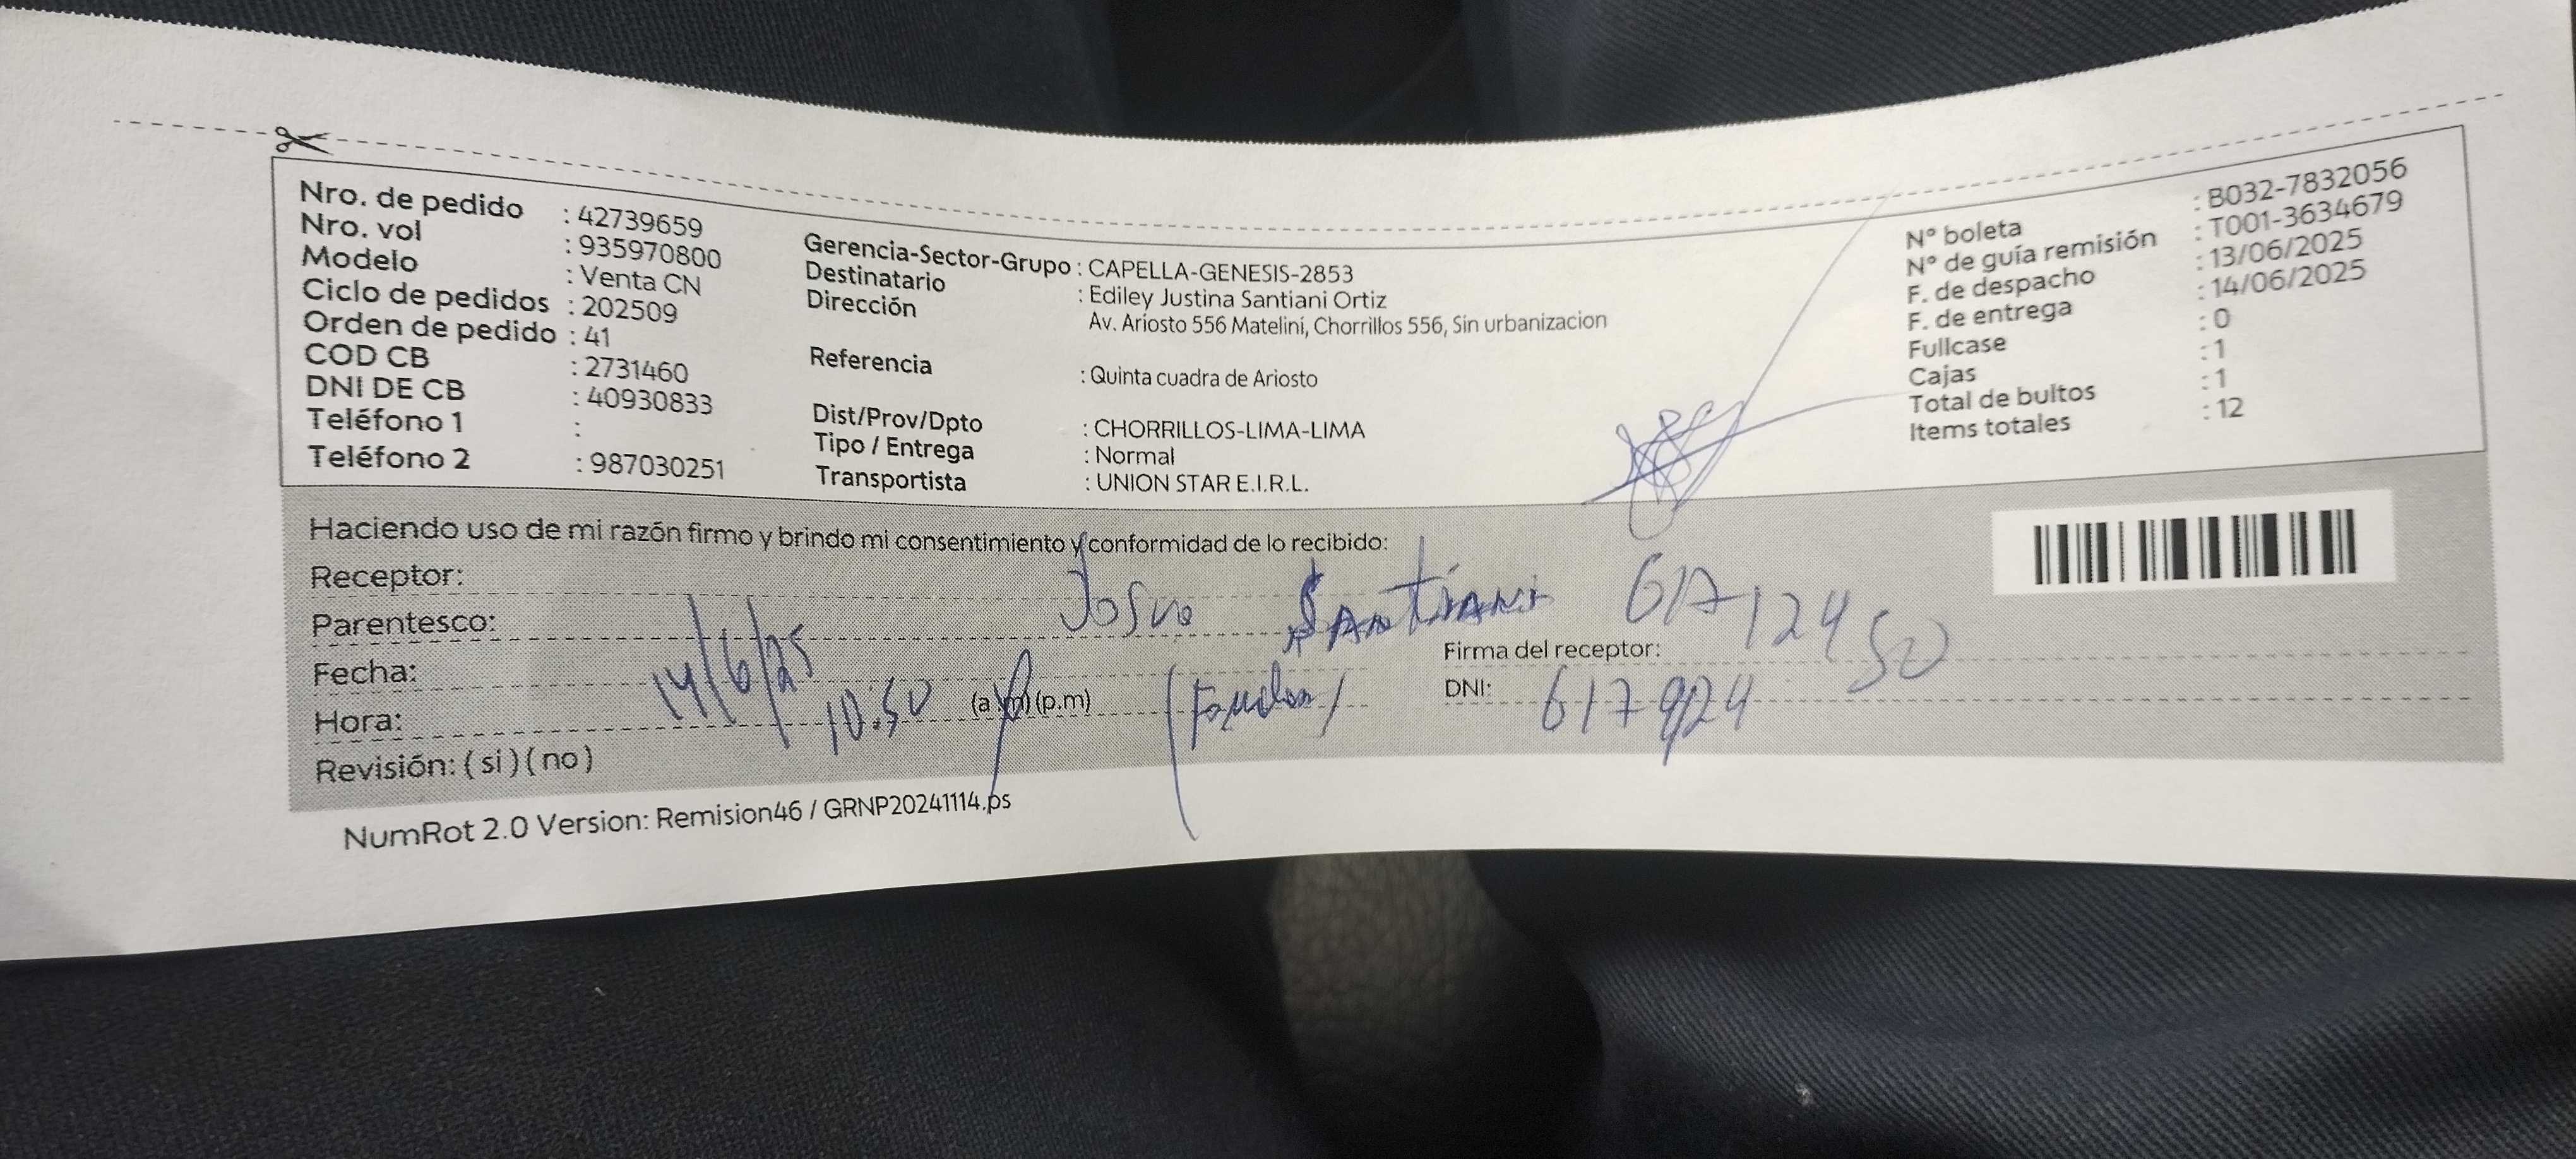 Nro. de pedido : 42739659
Nro. vol : 935970800
Modelo : Venta CN
Ciclo de pedidos : 202509
Orden de pedido : 41
COD CB : 2731460
DNI DE CB : 40930833
Teléfono 1 :
Teléfono 2 : 987030251
Gerencia-Sector-Grupo : CAPELLA-GENESIS-2853
Destinatario : Ediley Justina Santiani Ortiz
Dirección Av. Ariosto 556 Matelini, Chorrillos 556, Sin urbanizacion
Referencia : Quinta cuadra de Ariosto
Dist/Prov/Dpto : CHORRILLOS-LIMA-LIMA
Tipo / Entrega : Normal
Transportista : UNION STAR E.I.R.L.
N° boleta : B032-7832056
N° de guía remisión : T001-3634679
F. de despacho : 13/06/2025
F. de entrega : 14/06/2025
Fullcase : 0
Cajas : 1
Total de bultos : 1
Items totales : 12
Haciendo uso de mi razón firmo y brindo mi consentimiento y conformidad de lo recibido:
Receptor: Santiani
Parentesco:
Fecha: 14/6/25
Hora: 10:50 (a.m) (p.m)
Firma del receptor:
DNI:
Revisión: ( si ) ( no )
NumRot 2.0 Version: Remision46 / GRNP20241114.ps